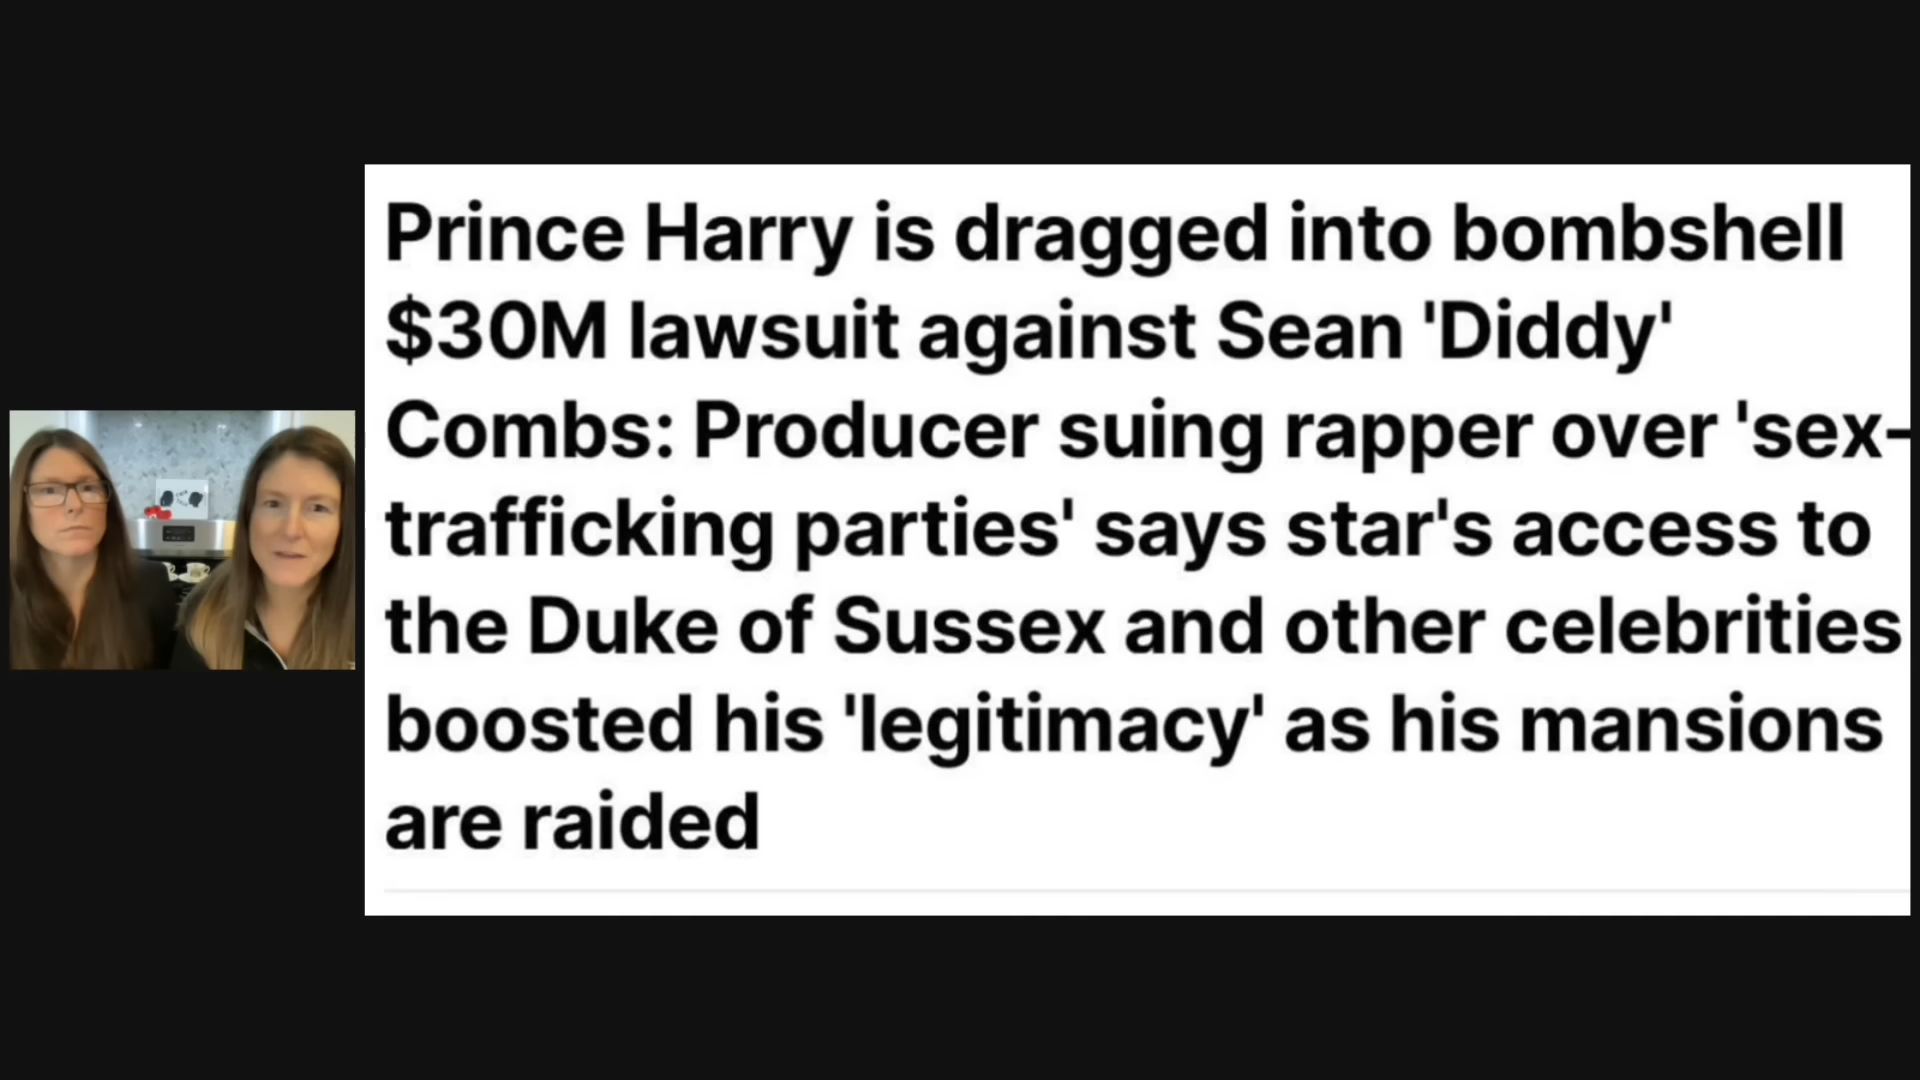 Prince Harry is dragged into bombshell
$30M lawsuit against Sean 'Diddy'
Combs: Producer suing rapper over 'sex-
trafficking parties' says star's access to
the Duke of Sussex and other celebrities
boosted his 'legitimacy' as his mansions
are raided